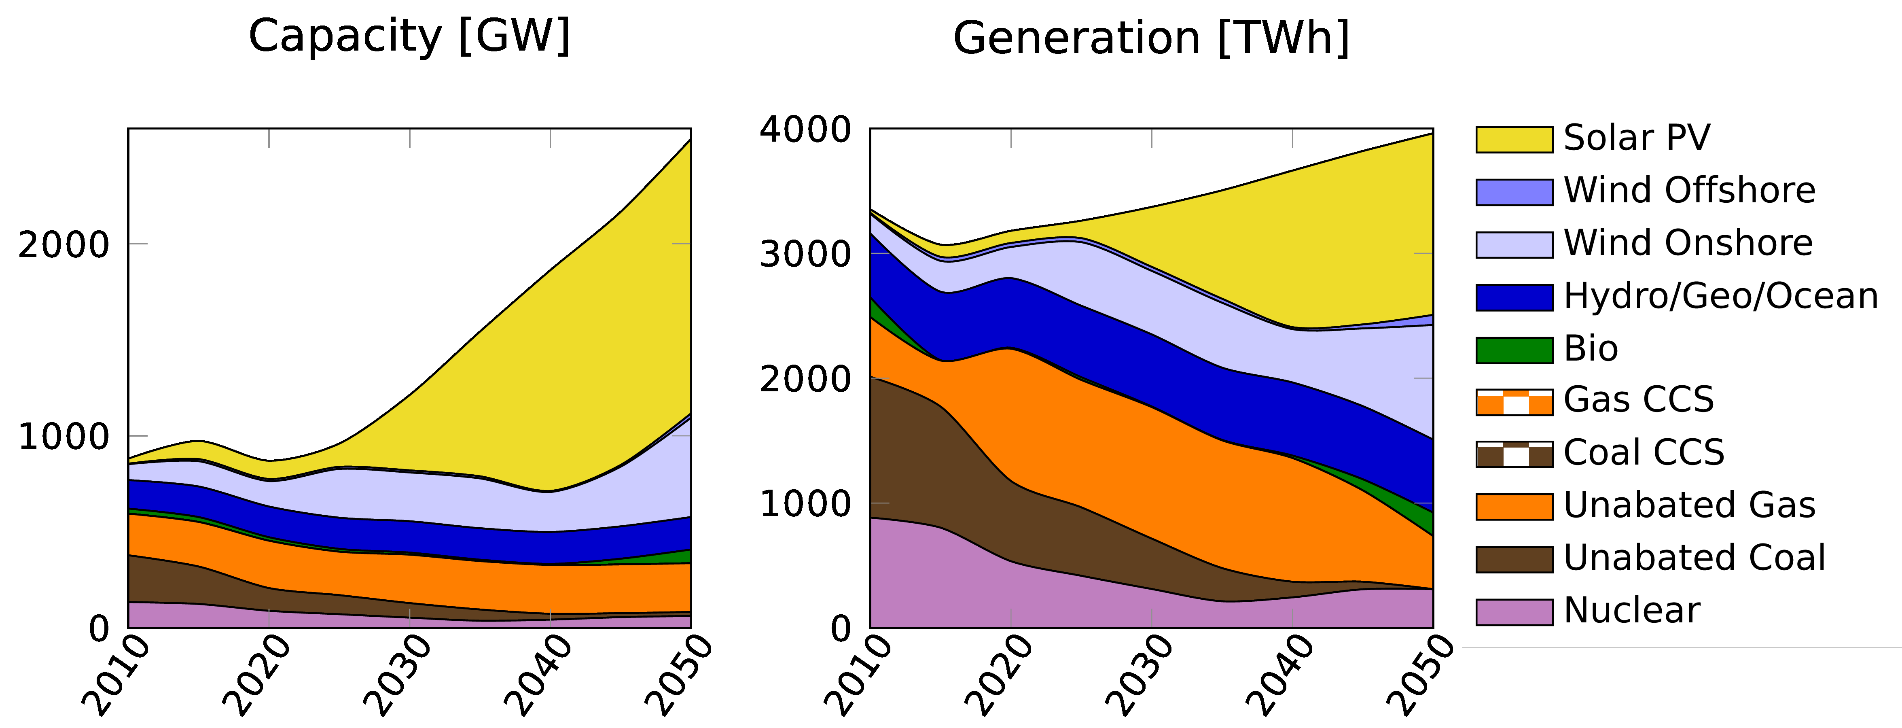 Capacity [GW]
2000
1000
0
2010
2020
2030
2040
2050
Generation [TWh]
4000
3000
2000
1000
0
2010
2020
2030
2040
2050
Solar PV
Wind Offshore
Wind Onshore
Hydro/Geo/Ocean
Bio
Gas CCS
Coal CCS
Unabated Gas
Unabated Coal
Nuclear